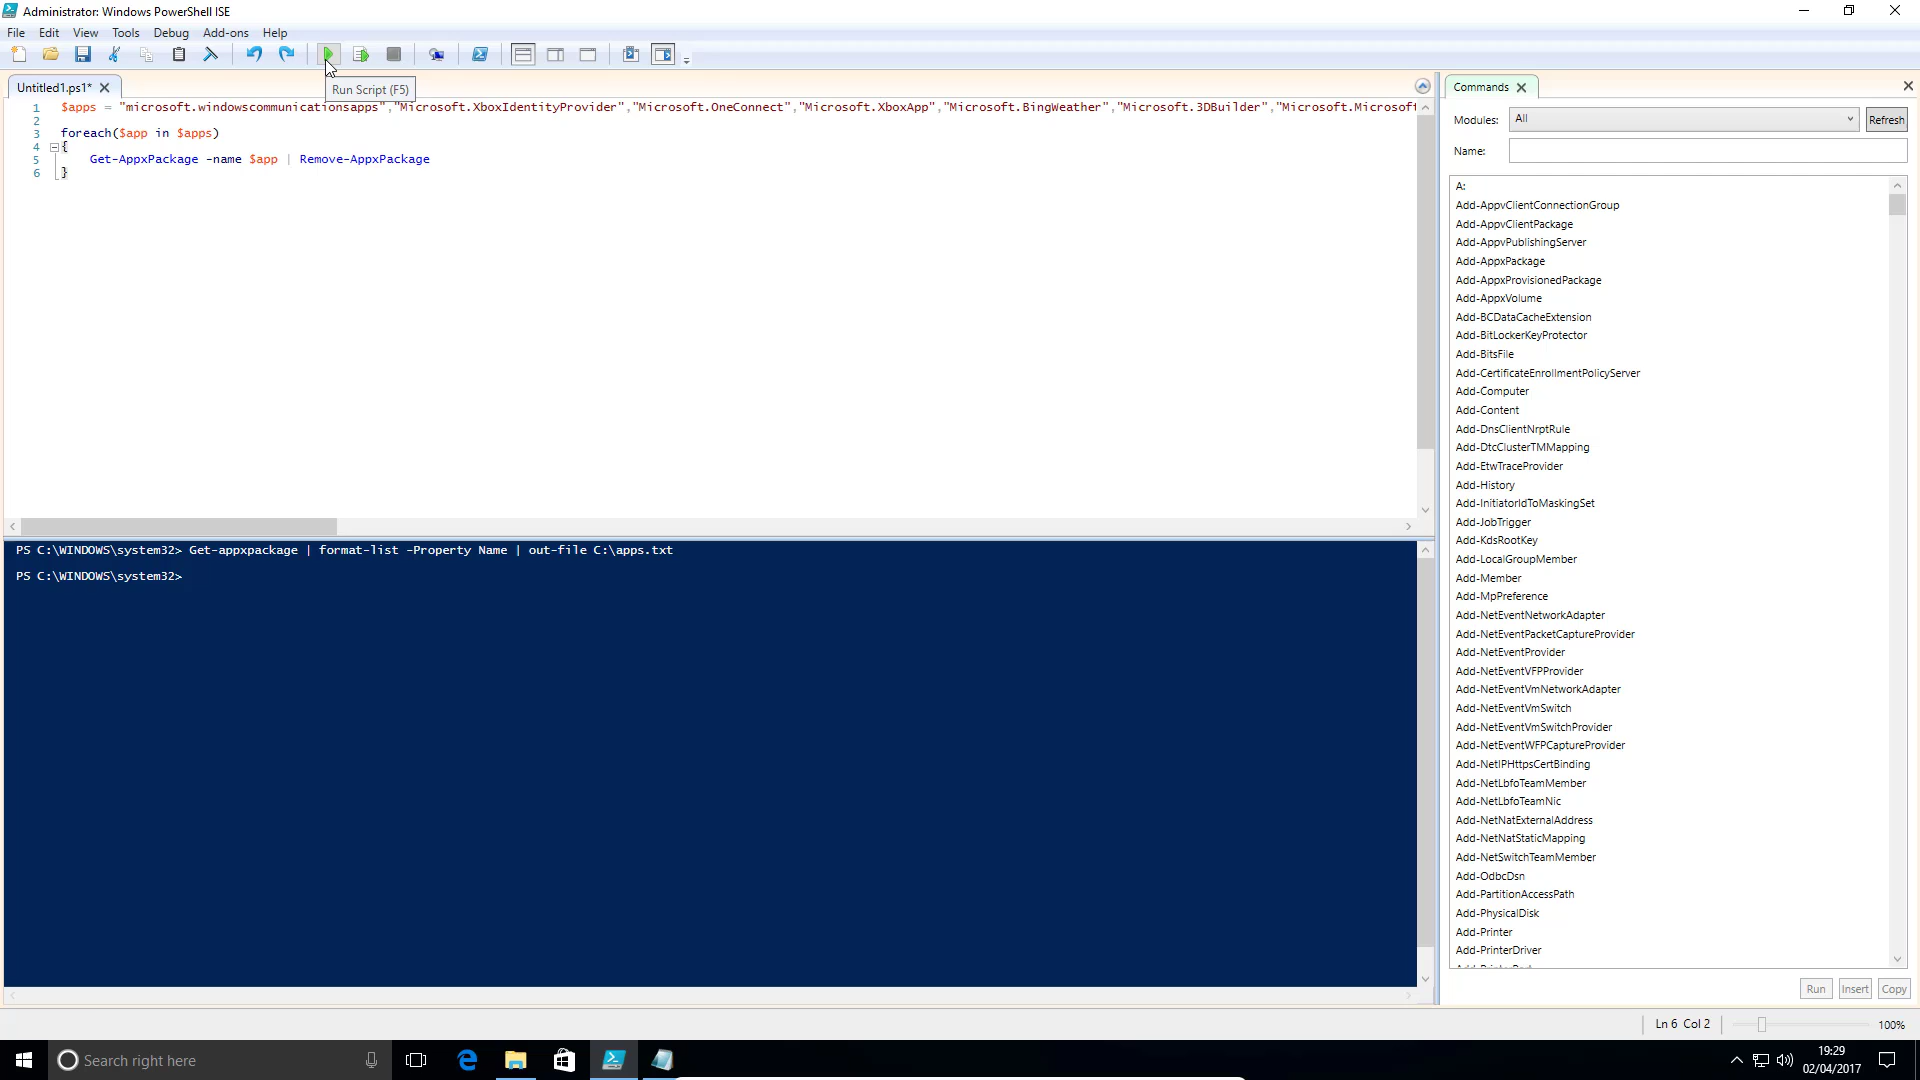 Administrator: Windows PowerShell ISE
File Edit View Tools Debug Add-ons Help
Run Script (F5)
Untitled1.ps1*
1 $apps = "microsoft.windowscommunicationsapps","Microsoft.XboxIdentityProvider","Microsoft.OneConnect","Microsoft.XboxApp","Microsoft.BingWeather","Microsoft.3DBuilder","Microsoft.Microsoft
2
3 foreach($app in $apps)
4 {
5 Get-AppxPackage -name $app | Remove-AppxPackage
6 }
PS C:\WINDOWS\system32> Get-appxpackage | format-list -Property Name | out-file C:\apps.txt
PS C:\WINDOWS\system32>
Commands
Modules: All Refresh
Name:
A:
Add-AppvClientConnectionGroup
Add-AppvClientPackage
Add-AppvPublishingServer
Add-AppxPackage
Add-AppxProvisionedPackage
Add-AppxVolume
Add-BCDataCacheExtension
Add-BitLockerKeyProtector
Add-BitsFile
Add-CertificateEnrollmentPolicyServer
Add-Computer
Add-Content
Add-DnsClientNrptRule
Add-DtcClusterTMMapping
Add-EtwTraceProvider
Add-History
Add-InitiatorIdToMaskingSet
Add-JobTrigger
Add-KdsRootKey
Add-LocalGroupMember
Add-Member
Add-MpPreference
Add-NetEventNetworkAdapter
Add-NetEventPacketCaptureProvider
Add-NetEventProvider
Add-NetEventVFPProvider
Add-NetEventVmNetworkAdapter
Add-NetEventVmSwitch
Add-NetEventVmSwitchProvider
Add-NetEventWFPCaptureProvider
Add-NetIPHttpsCertBinding
Add-NetLbfoTeamMember
Add-NetLbfoTeamNic
Add-NetNatExternalAddress
Add-NetNatStaticMapping
Add-NetSwitchTeamMember
Add-OdbcDsn
Add-PartitionAccessPath
Add-PhysicalDisk
Add-Printer
Add-PrinterDriver
Run Insert Copy
Ln 6 Col 2 100%
Search right here
19:29
02/04/2017